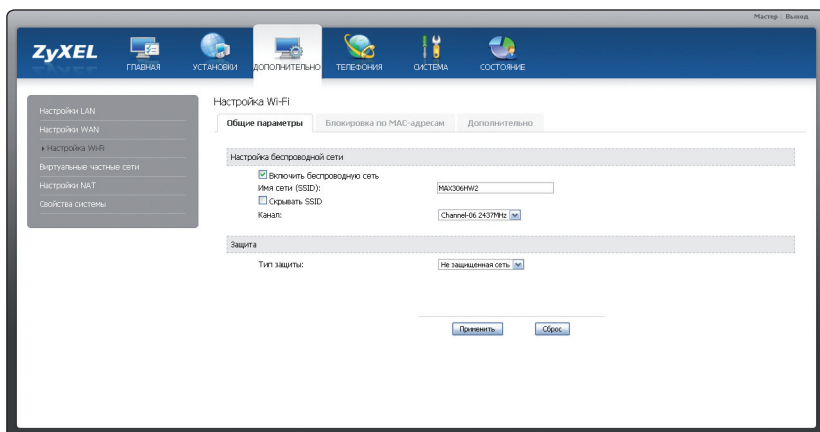 Мастер | Выход
ZyXEL
ГЛАВНАЯ
УСТАНОВКИ
ДОПОЛНИТЕЛЬНО
ТЕЛЕФОНИЯ
СИСТЕМА
СОСТОЯНИЕ
Настройки LAN
Настройки WAN
Настройка Wi-Fi
Виртуальные частные сети
Настройки NAT
Свойства системы
Настройка Wi-Fi
Общие параметры
Блокировка по MAC-адресам
Дополнительно
Настройка беспроводной сети
Включить беспроводную сеть
Имя сети (SSID): MAX306HW2
Скрывать SSID
Канал: Channel-06 2437MHz
Защита
Тип защиты: Не защищенная сеть
Применить
Сброс